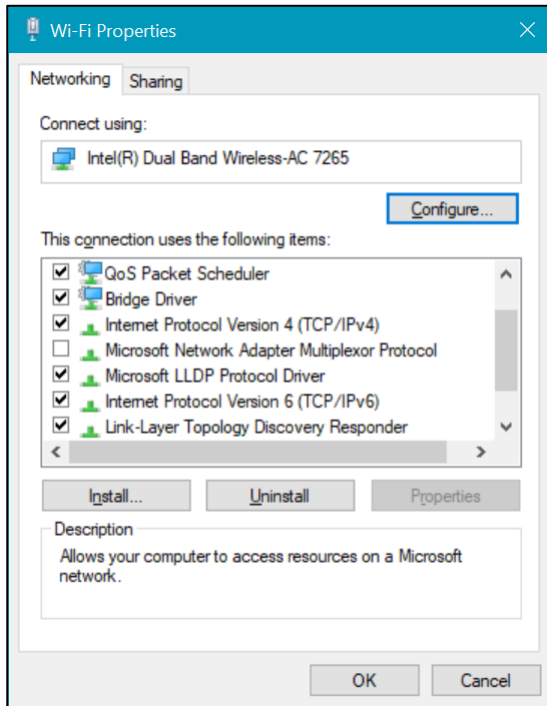 Wi-Fi Properties
Networking
Sharing
Connect using:
Intel(R) Dual Band Wireless-AC 7265
Configure...
This connection uses the following items:
QoS Packet Scheduler
Bridge Driver
Internet Protocol Version 4 (TCP/IPv4)
Microsoft Network Adapter Multiplexor Protocol
Microsoft LLDP Protocol Driver
Internet Protocol Version 6 (TCP/IPv6)
Link-Layer Topology Discovery Responder
Install...
Uninstall
Properties
Description
Allows your computer to access resources on a Microsoft
network.
OK
Cancel